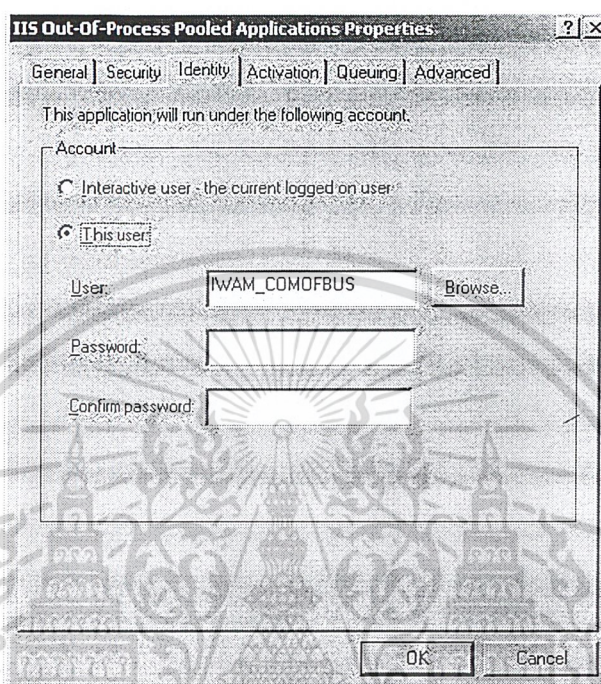 IIS Out-Of-Process Pooled Applications Properties
General Security Identity Activation Queuing Advanced
This application will run under the following account.
Account
Interactive user - the current logged on user
This user:
User: IWAM_COMOFBUS Browse...
Password:
Confirm password:
OK Cancel